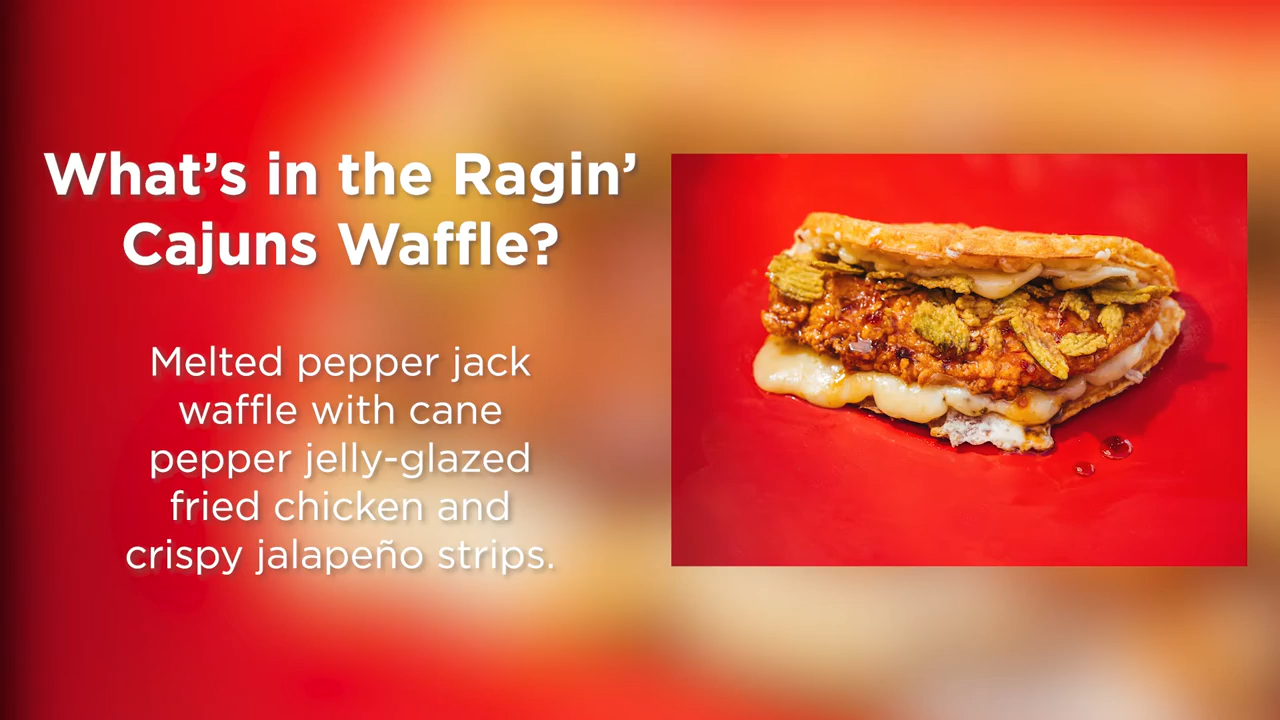 What’s in the Ragin’
Cajuns Waffle?
Melted pepper jack
waffle with cane
pepper jelly-glazed
fried chicken and
crispy jalapeño strips.